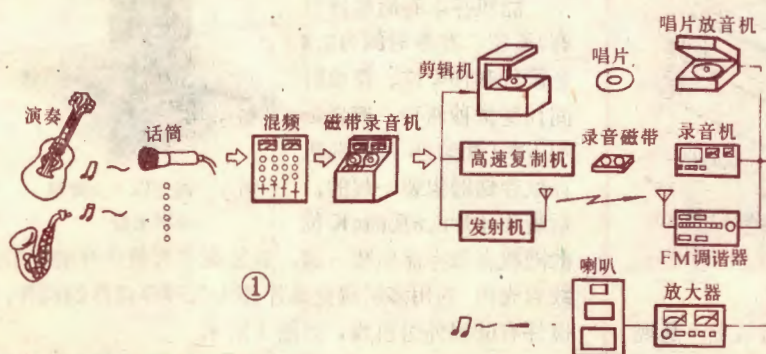 唱片放音机
剪辑机
唱片
演奏
话筒
混频
磁带录音机
高速复制机
录音磁带
录音机
发射机
FM调谐器
①
喇叭
放大器